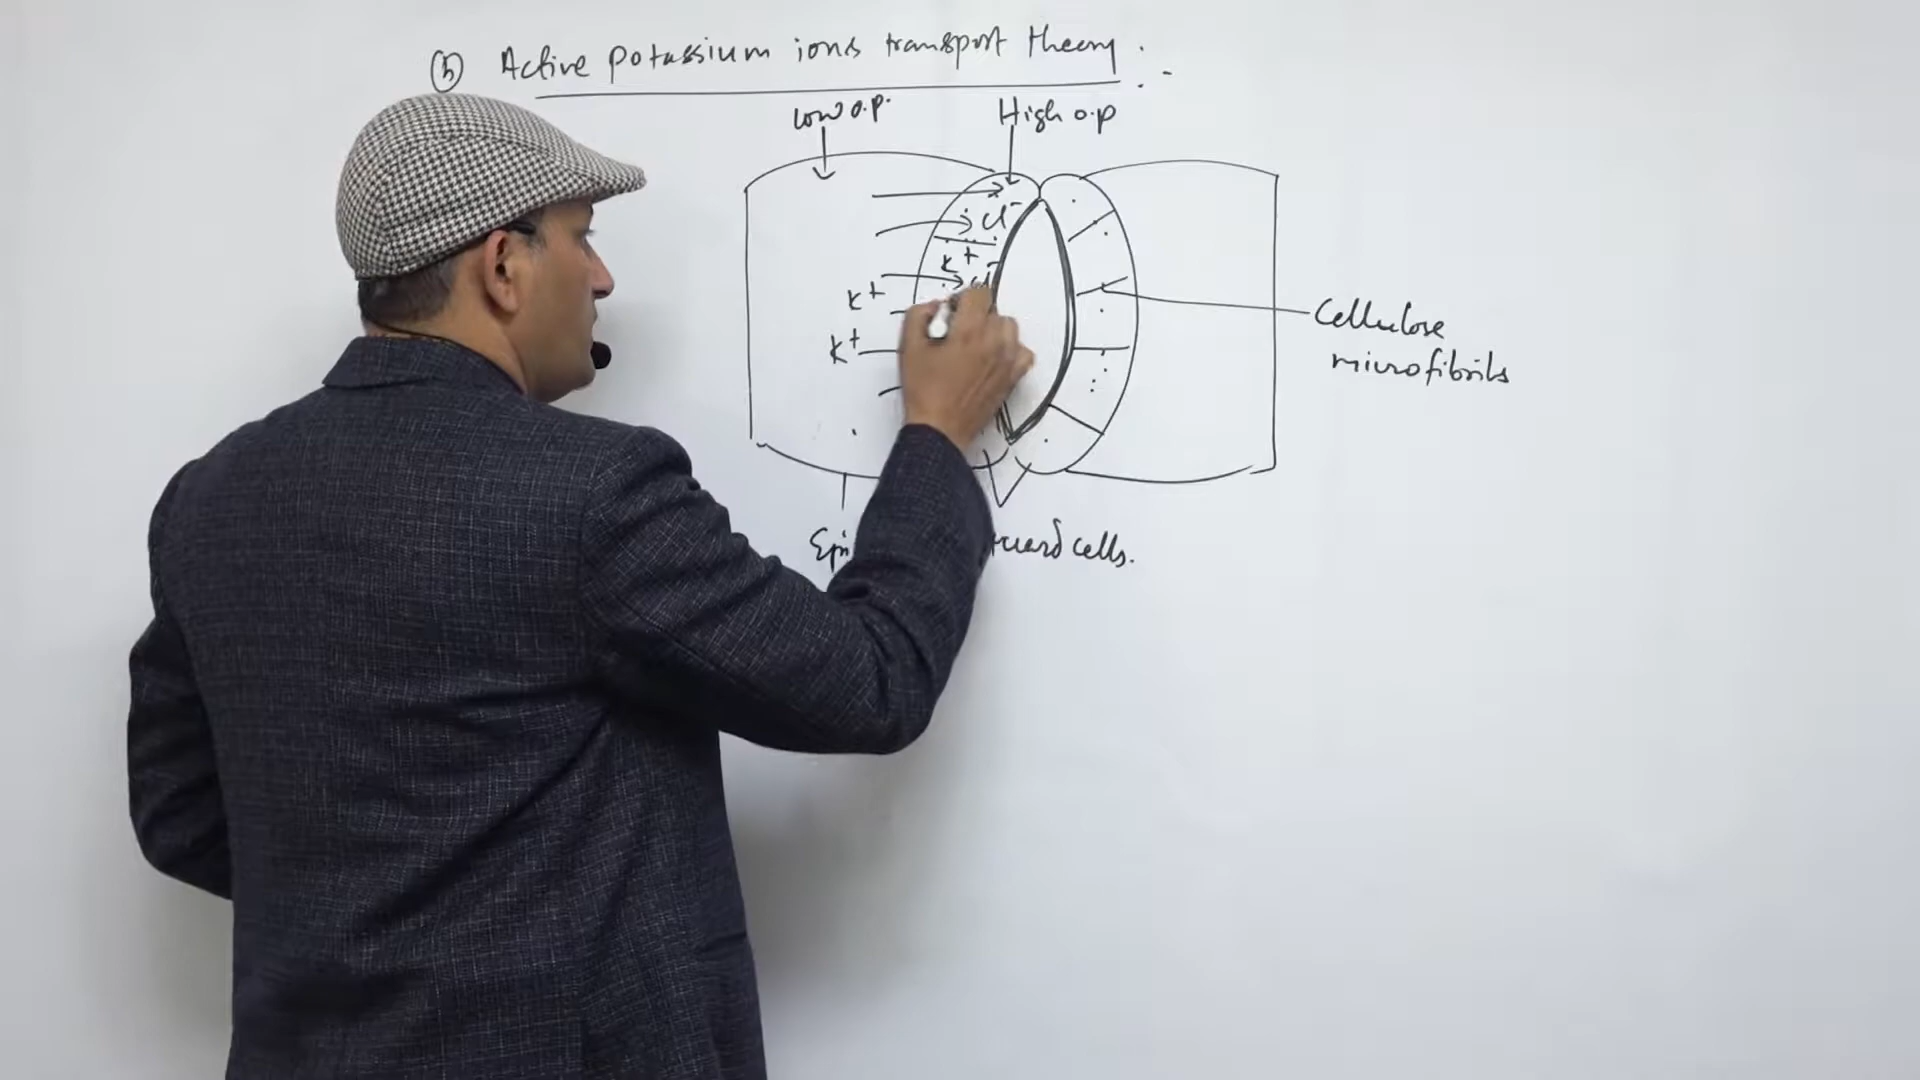 (b) Active potassium ions transport theory.
Low o.p. High o.p
Cl⁻
K⁺
K⁺
K⁺
Cellulose
microfibrils
cells.